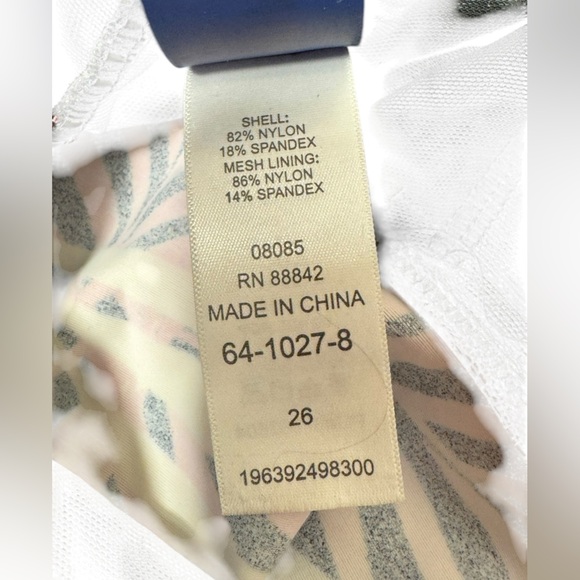 SHELL:
82% NYLON
18% SPANDEX
MESH LINING:
86% NYLON
14% SPANDEX
08085
RN 88842
MADE IN CHINA
64-1027-8
26
196392498300